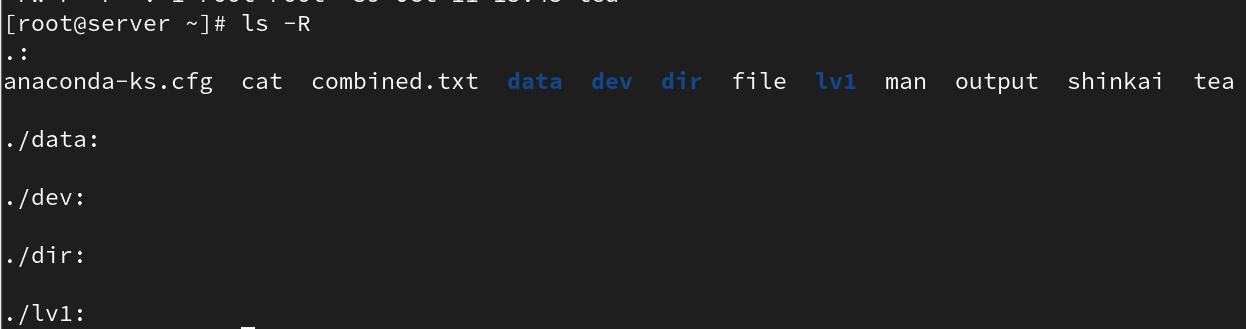 [root@server ~]# ls -R
.:
anaconda-ks.cfg  cat  combined.txt  data  dev  dir  file  lv1  man  output  shinkai  tea

./data:

./dev:

./dir:

./lv1: